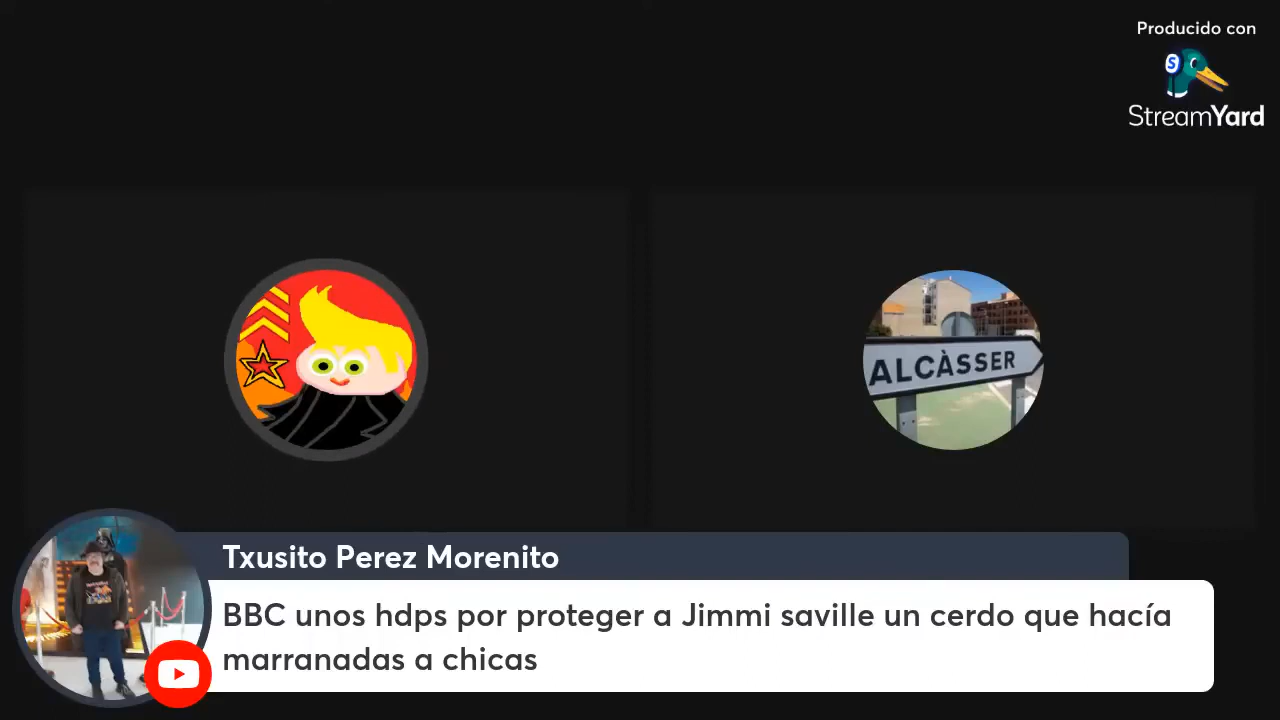 Producido con
S
StreamYard
ALCÀSSER
Txusito Perez Morenito
BBC unos hdps por proteger a Jimmi saville un cerdo que hacía
marranadas a chicas